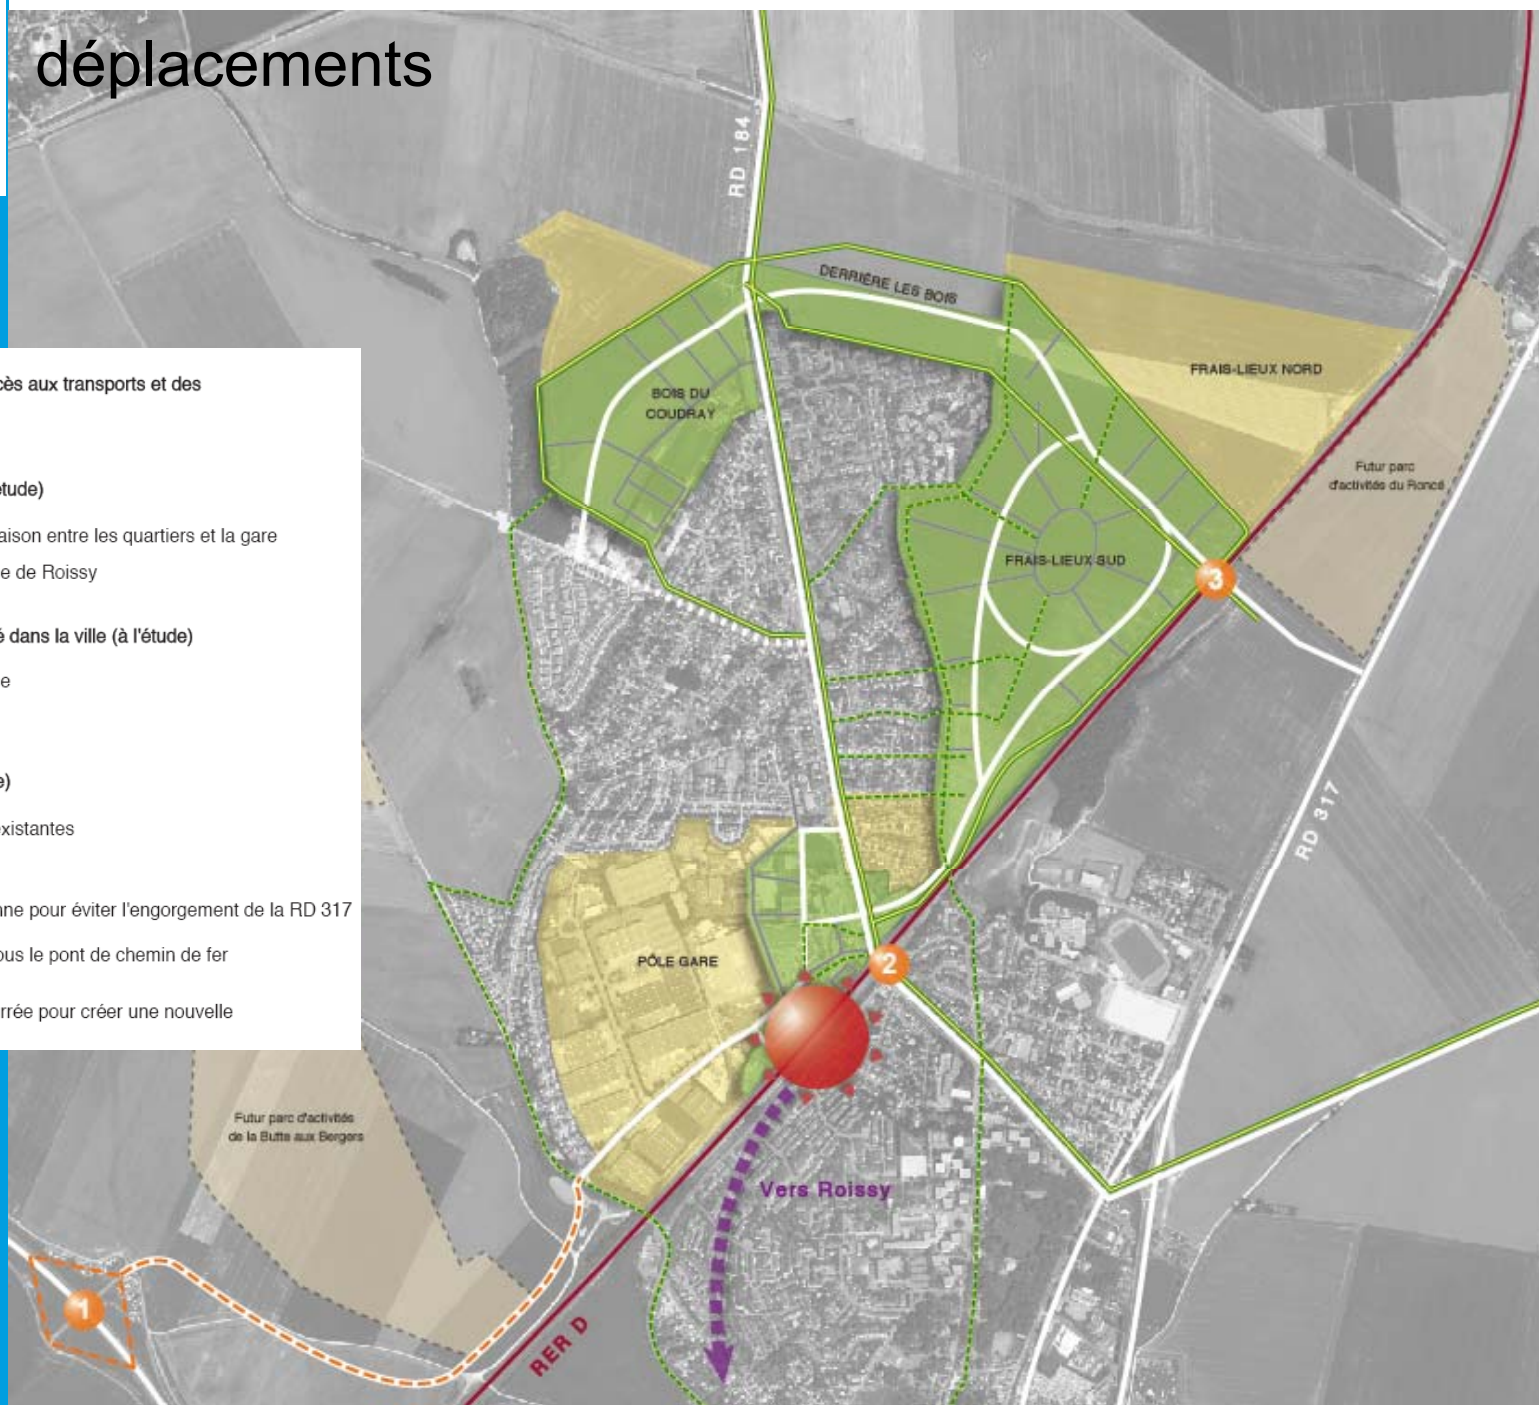 déplacements
RD 184
DERRIÈRE LES BOIS
BOIS DU
COUDRAY
FRAIS-LIEUX NORD
Futur parc
d'activités du Roncé
FRAIS-LIEUX SUD
3
RD 317
PÔLE GARE
2
Futur parc d'activités
de la Butte aux Bergers
Vers Roissy
1
RER D
cès aux transports et des
étude)
aison entre les quartiers et la gare
e de Roissy
é dans la ville (à l'étude)
e
e)
existantes
nne pour éviter l'engorgement de la RD 317
ous le pont de chemin de fer
rrée pour créer une nouvelle